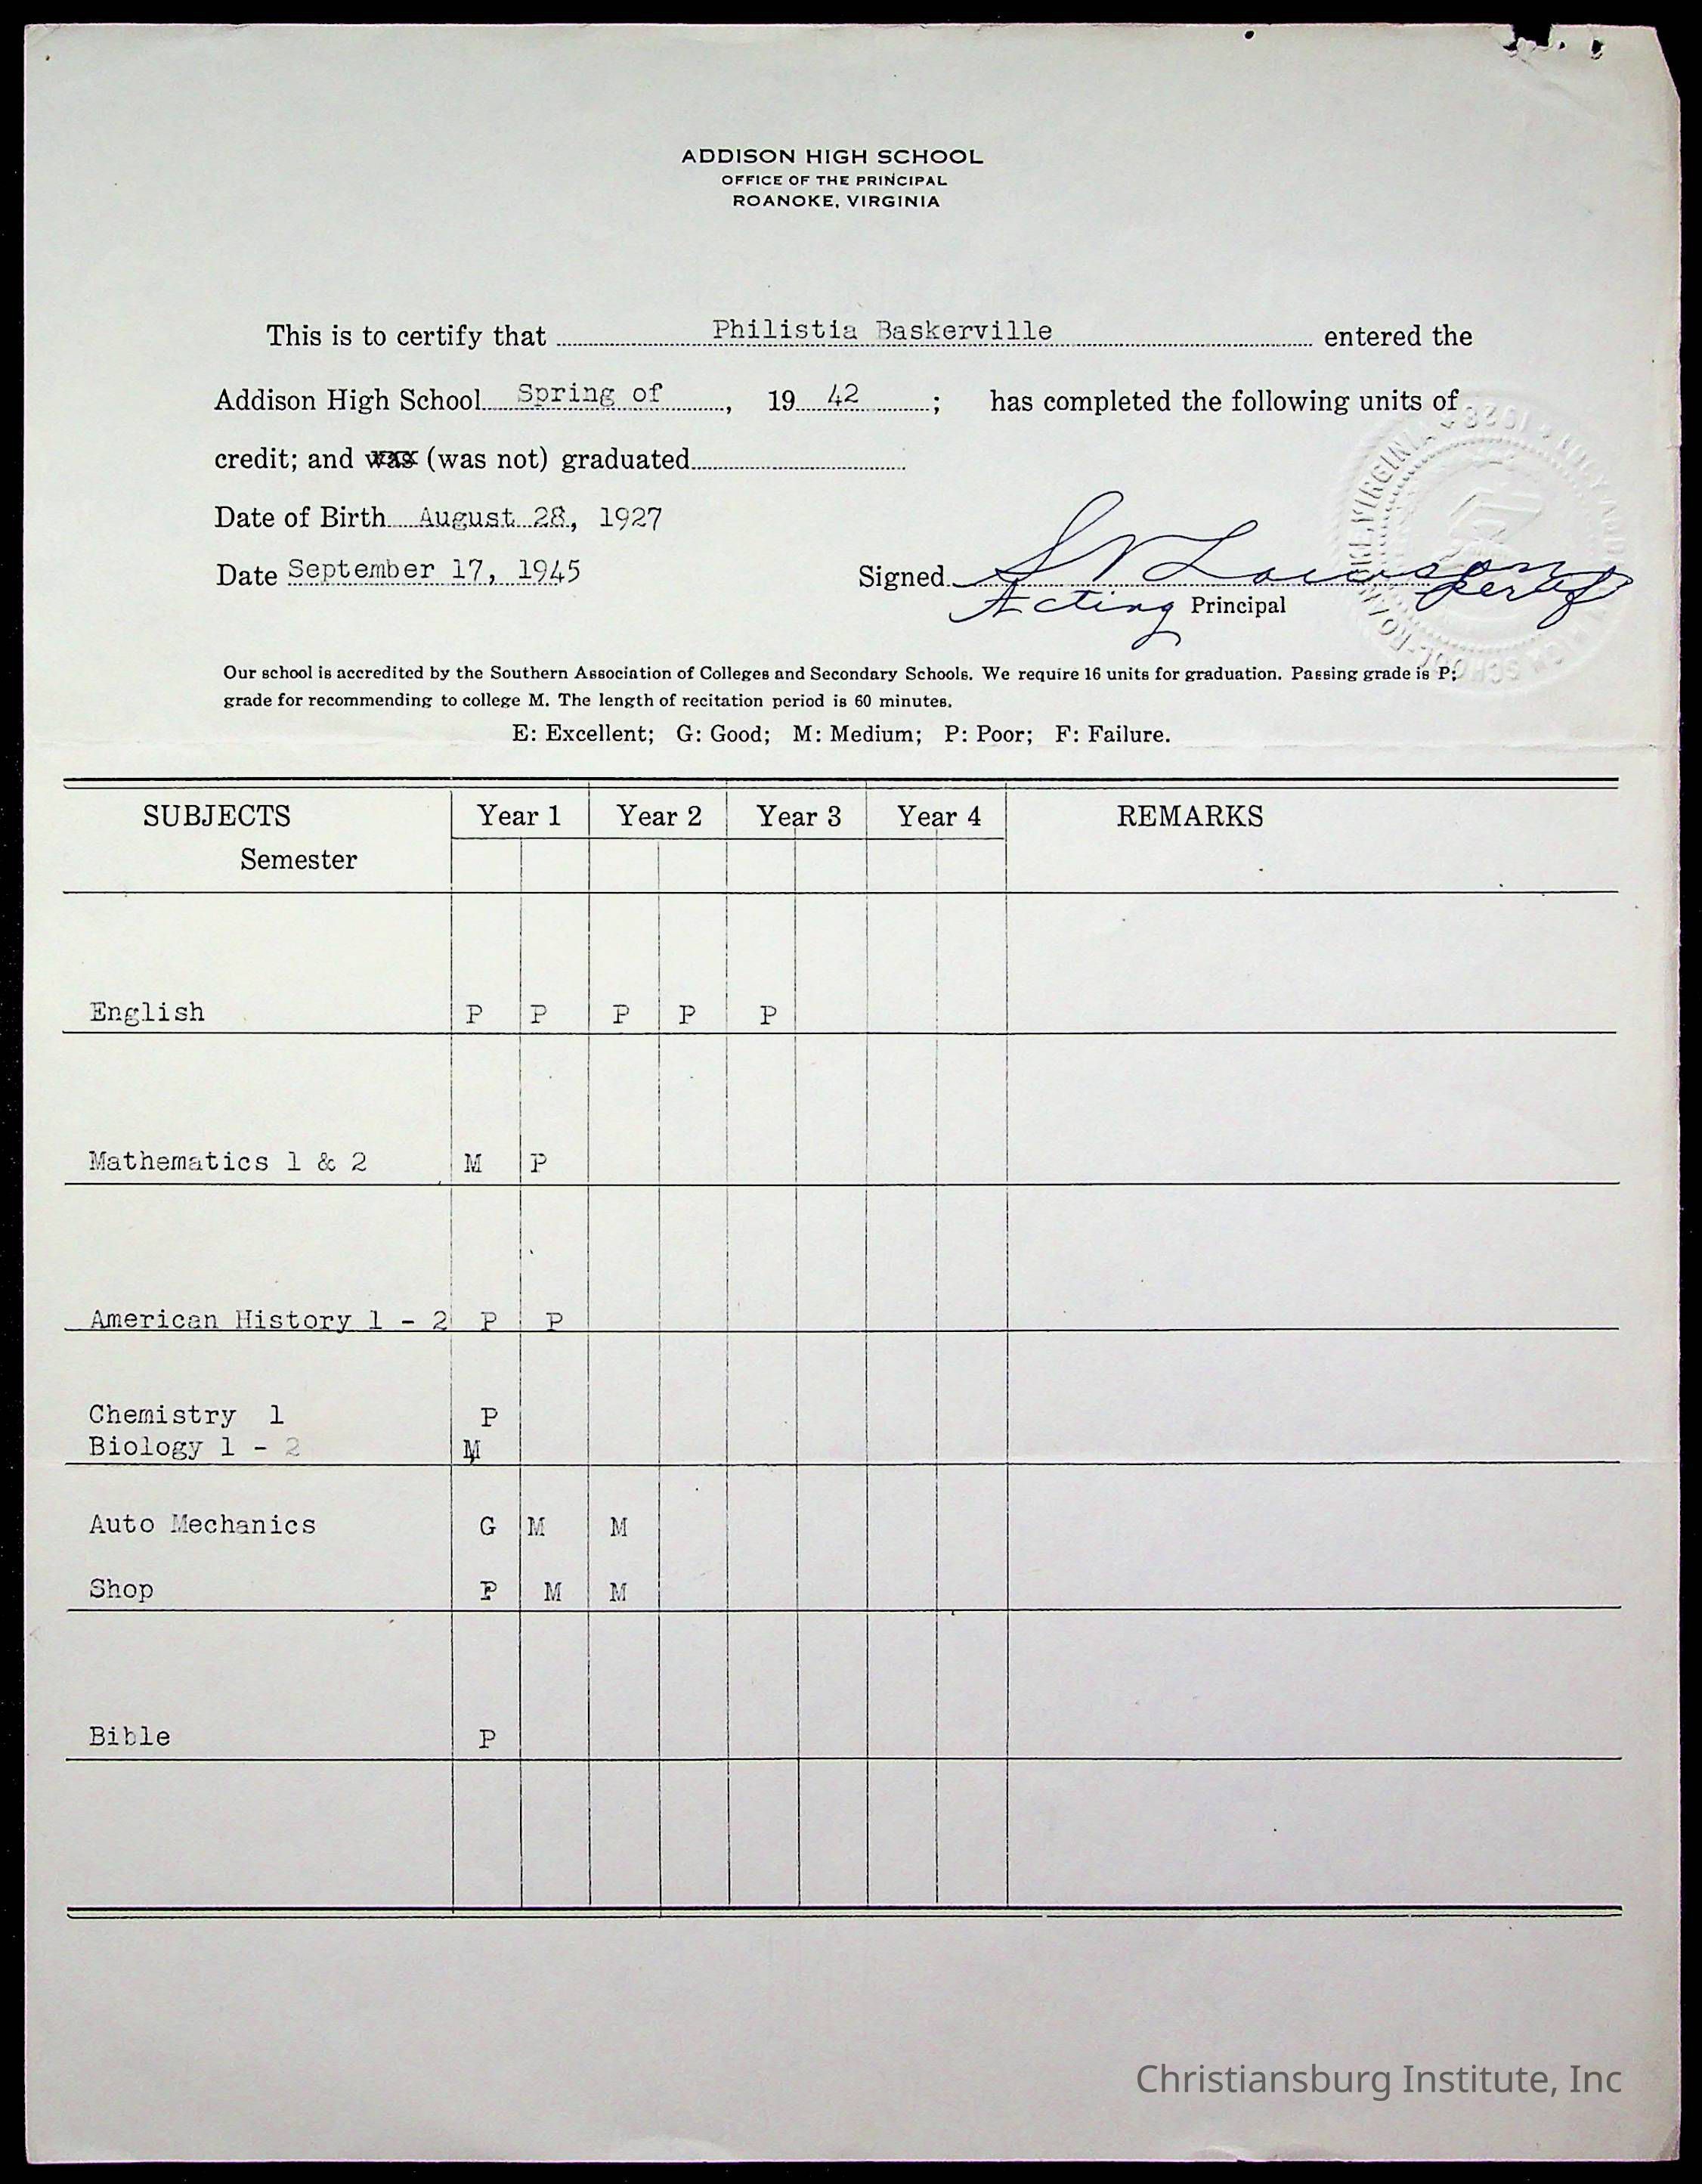 ADDISON HIGH SCHOOL
OFFICE OF THE PRINCIPAL
ROANOKE, VIRGINIA
This is to certify that Philistia Baskerville entered the
Addison High School Spring of , 19 42 ; has completed the following units of
credit; and was (was not) graduated
Date of Birth August 28, 1927
Date September 17, 1945
Signed S N Lawson
Acting Principal
Our school is accredited by the Southern Association of Colleges and Secondary Schools. We require 16 units for graduation. Passing grade is P;
grade for recommending to college M. The length of recitation period is 60 minutes.
E: Excellent; G: Good; M: Medium; P: Poor; F: Failure.
SUBJECTS Year 1 Year 2 Year 3 Year 4 REMARKS
Semester
English P P P P P
Mathematics 1 & 2 M P
American History 1 - 2 P P
Chemistry 1 P
Biology 1 - 2 M
Auto Mechanics G M M
Shop P M M
Bible P
Christiansburg Institute, Inc